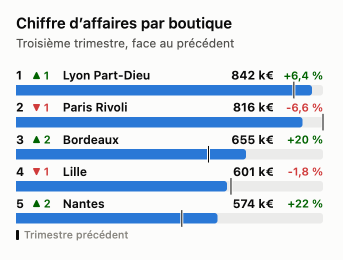 Chiffre d’affaires par boutique
Troisième trimestre, face au précédent
1 ▲ 1 Lyon Part-Dieu 842 k€ +6,4 %
2 ▼ 1 Paris Rivoli 816 k€ -6,6 %
3 ▲ 2 Bordeaux 655 k€ +20 %
4 ▼ 1 Lille 601 k€ -1,8 %
5 ▲ 2 Nantes 574 k€ +22 %
Trimestre précédent